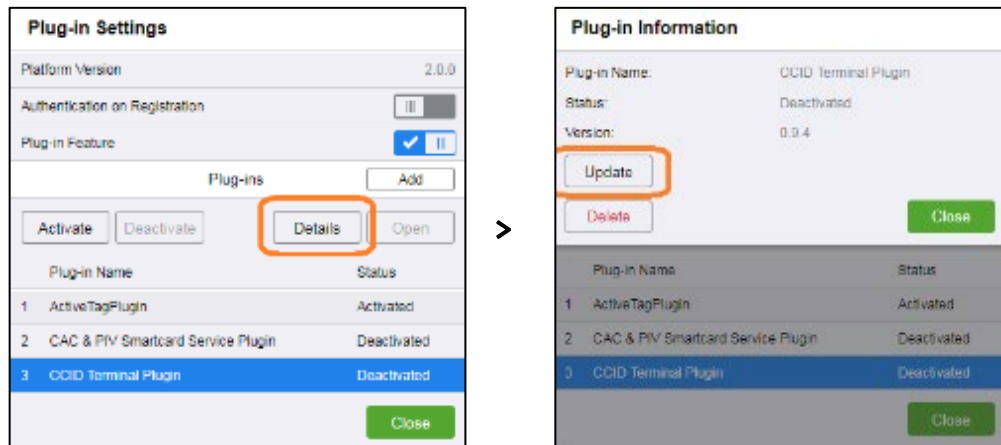 Plug-in Settings
Platform Version 2.0.0
Authentication on Registration
Plug-in Feature
Plug-ins Add
Activate Deactivate Details Open
Plug-in Name Status
1 ActiveTagPlugin Activated
2 CAC & PIV Smartcard Service Plugin Deactivated
3 CCID Terminal Plugin Deactivated
Close
>
Plug-in Information
Plug-in Name: CCID Terminal Plugin
Status: Deactivated
Version: 0.9.4
Update
Delete Close
Plug-in Name Status
1 ActiveTagPlugin Activated
2 CAC & PIV Smartcard Service Plugin Deactivated
3 CCID Terminal Plugin Deactivated
Close